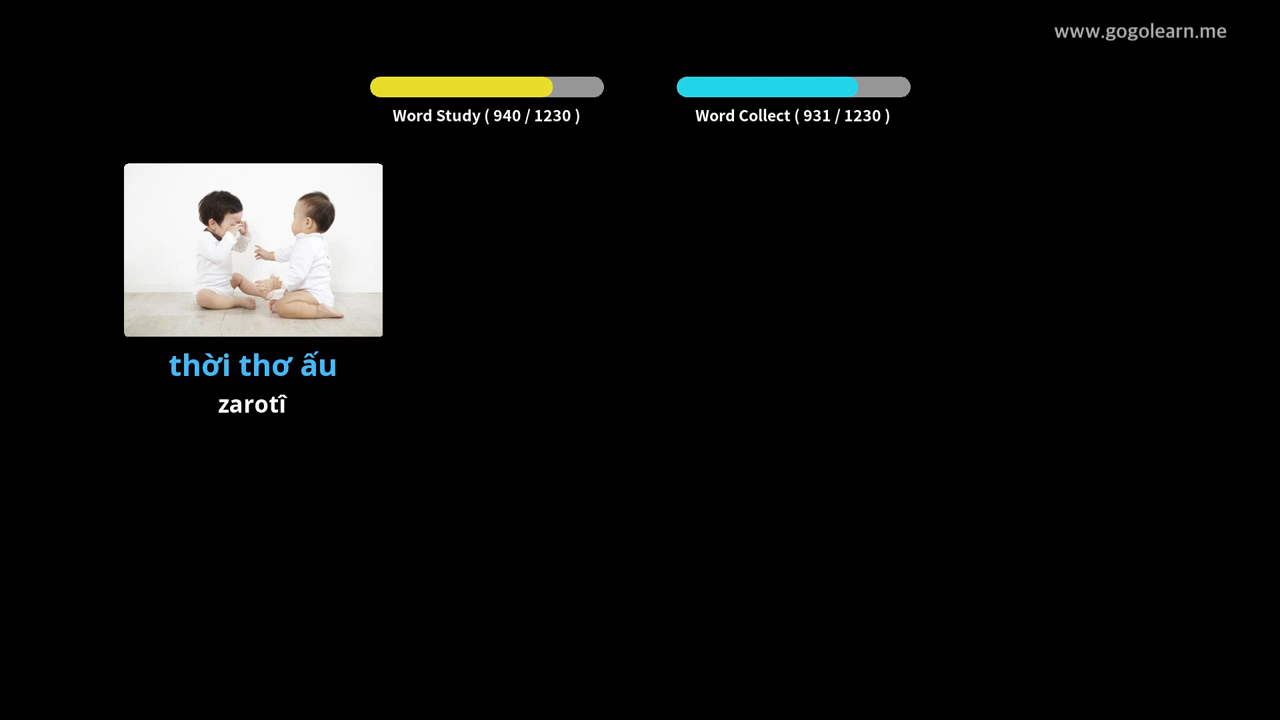 www.gogolearn.me
Word Study ( 940 / 1230 )
Word Collect ( 931 / 1230 )
thời thơ ấu
zarotî